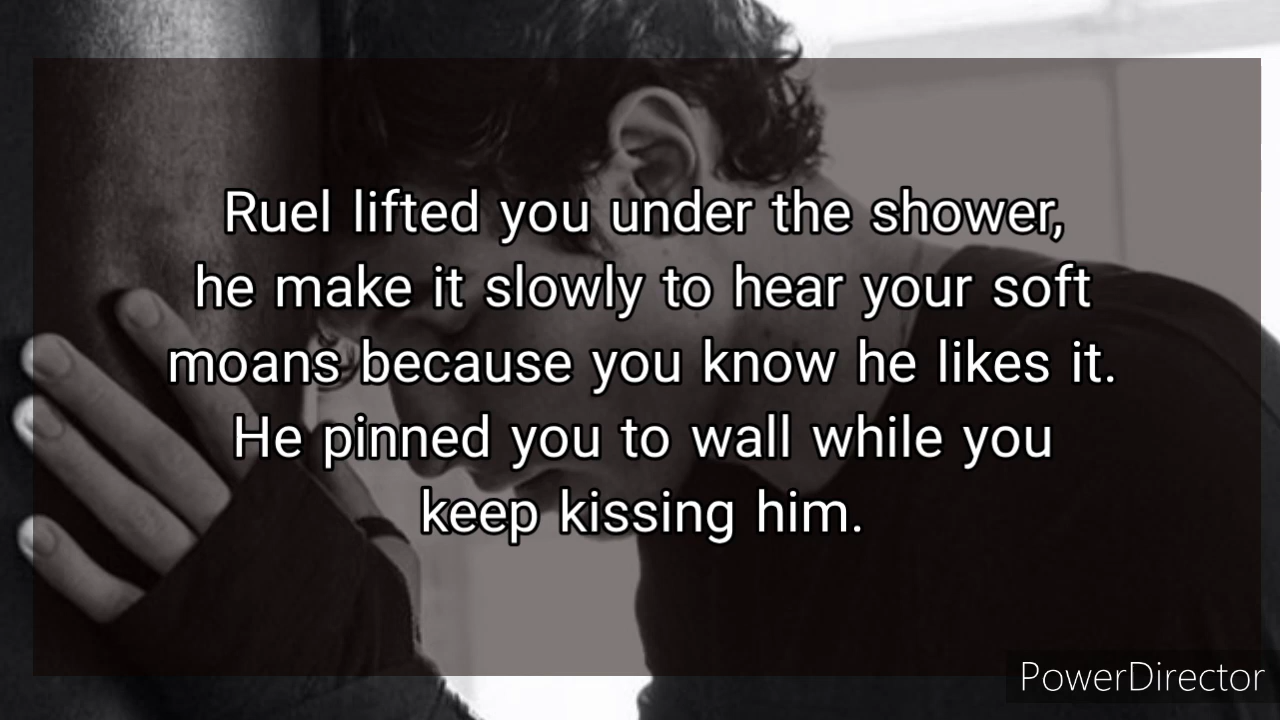 Ruel lifted you under the shower,
he make it slowly to hear your soft
moans because you know he likes it.
He pinned you to wall while you
keep kissing him.
PowerDirector